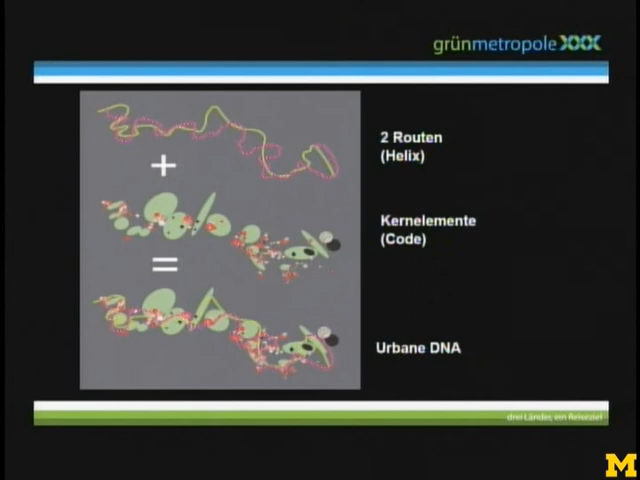 grünmetropole
2 Routen
(Helix)
+
Kernelemente
(Code)
=
Urbane DNA
drei Länder, ein Reiseziel
M